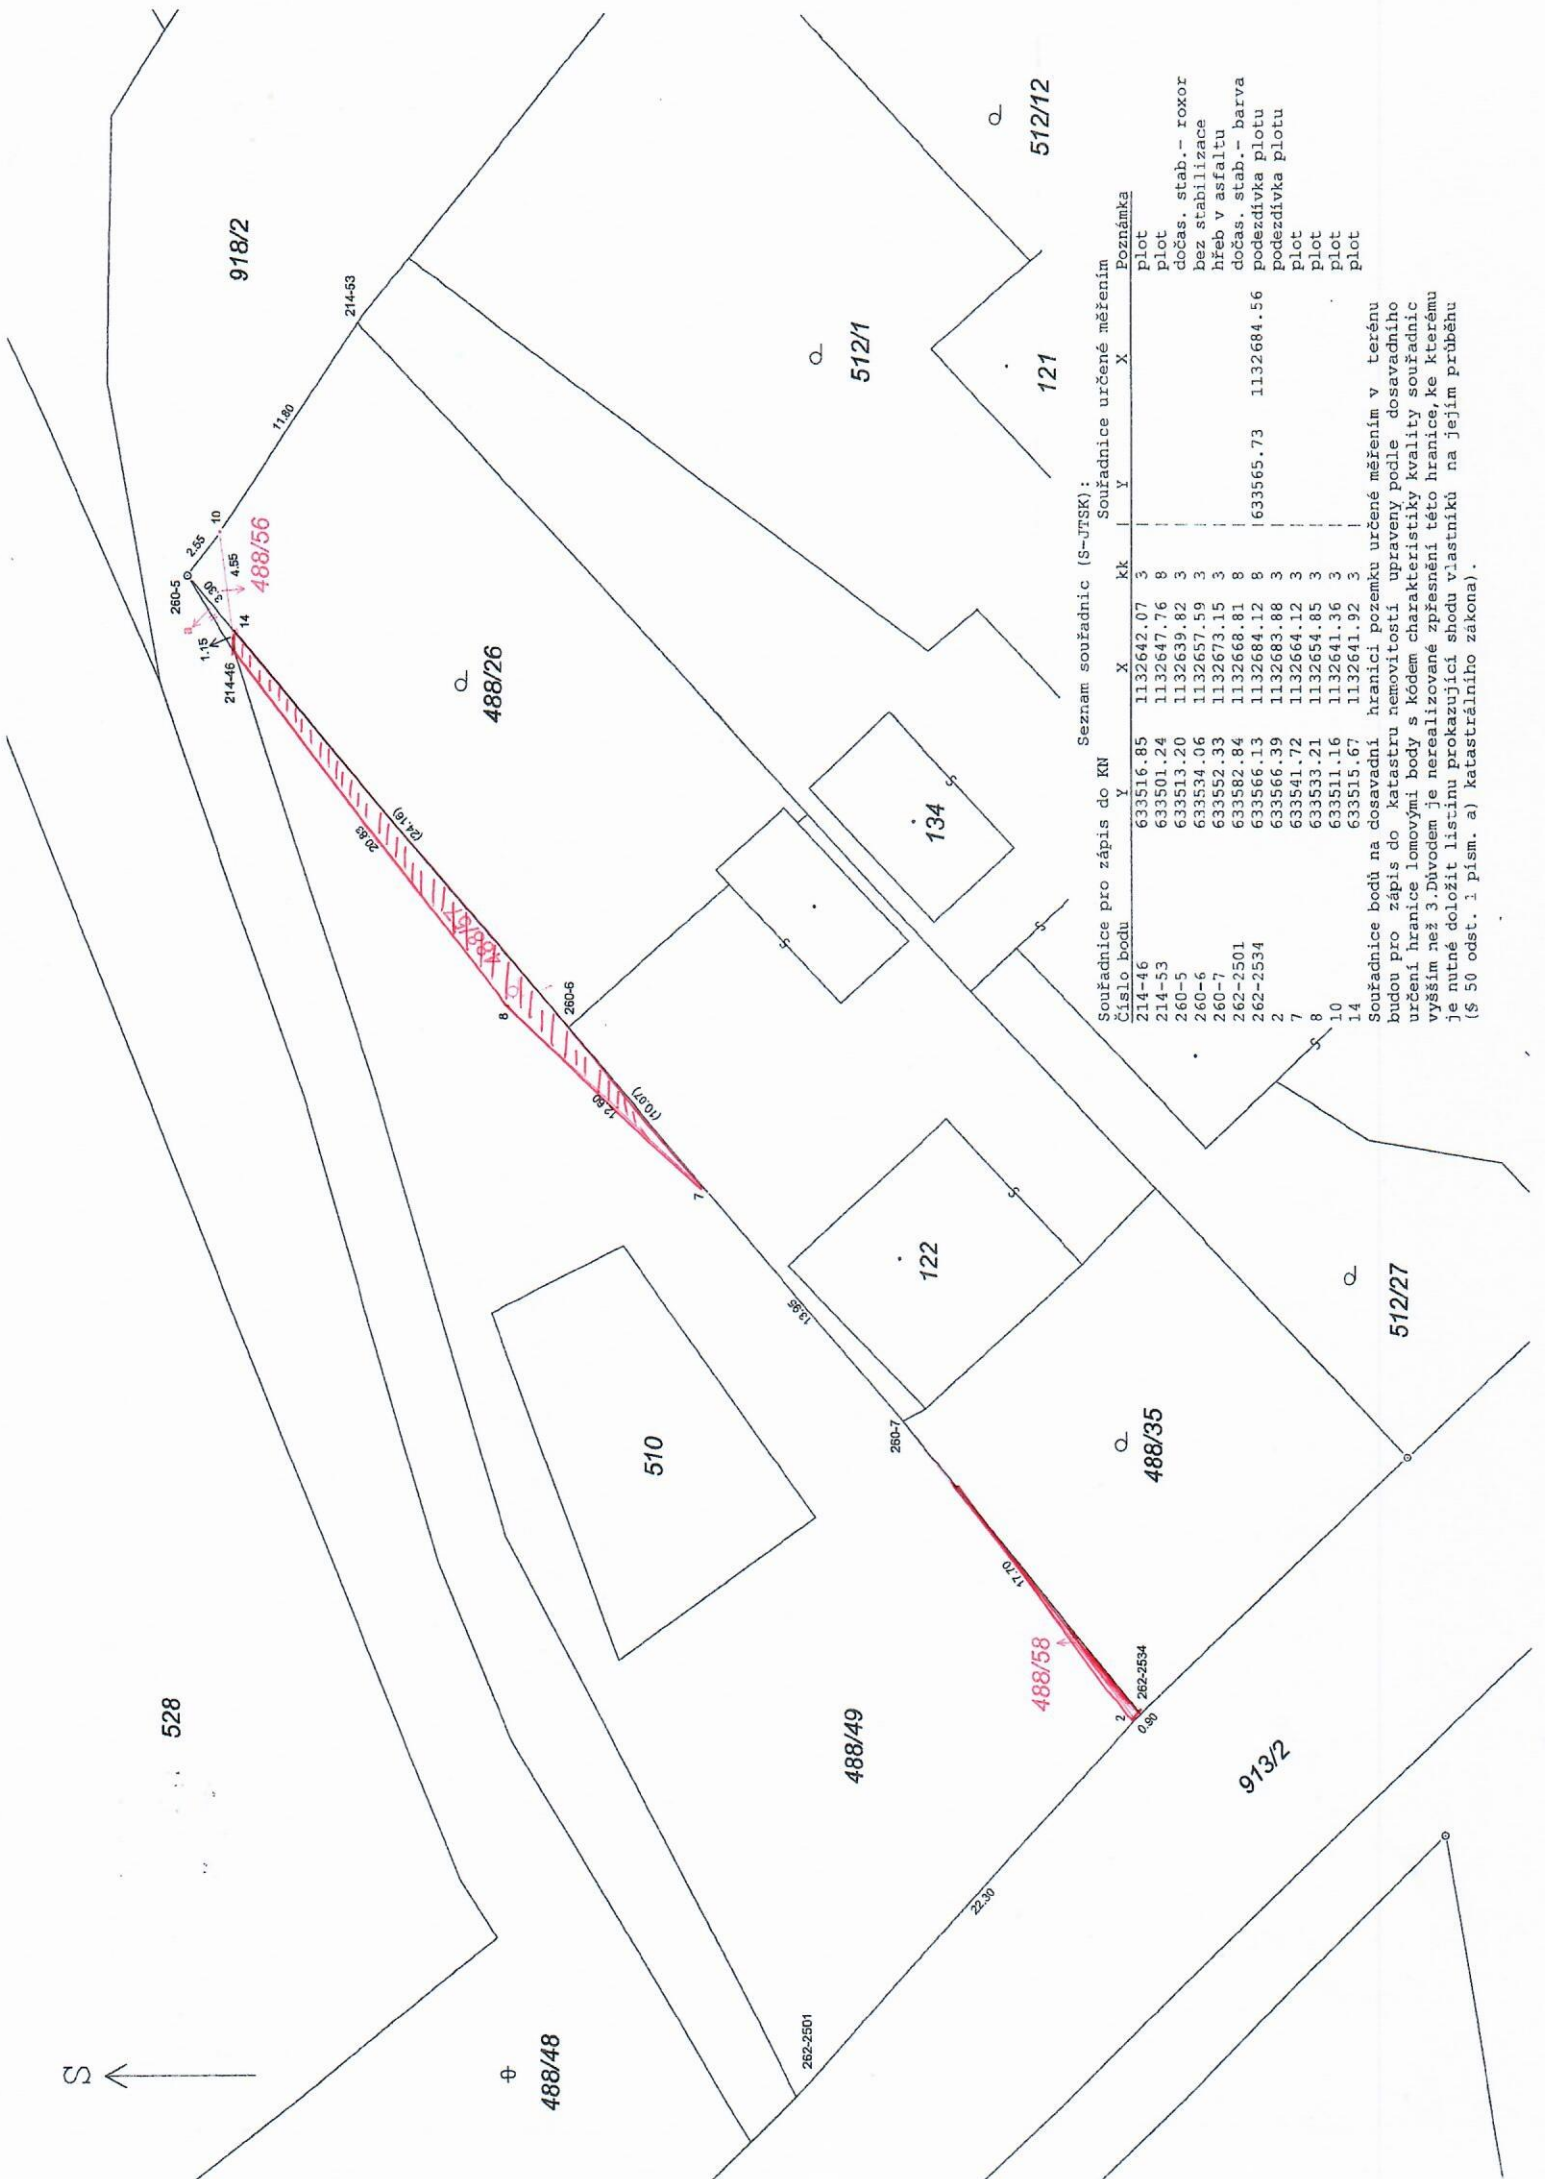 S
528
918/2
488/48
262-2501
22.30
488/49
510
913/2
488/58
17.70
2
0.90
262-2534
260-7
13.95
488/35
122
512/27
7
12.60
(10.07)
8
260-6
488/57
20.83
(24.16)
214-46
1.15
14
a
260-5
3.30
2.55
10
4.55
488/56
11.80
214-53
488/26
134
121
512/1
512/12
Seznam souřadnic (S-JTSK):
Souřadnice pro zápis do KN Souřadnice určené měřením
Číslo bodu Y X kk Y X Poznámka
214-46 633516.85 1132642.07 3 plot
214-53 633501.24 1132647.76 8 plot
260-5 633513.20 1132639.82 3 dočas. stab.- roxor
260-6 633534.06 1132657.59 3 bez stabilizace
260-7 633552.33 1132673.15 3 hřeb v asfaltu
262-2501 633582.84 1132668.81 8 dočas. stab.- barva
262-2534 633566.13 1132684.12 8 633565.73 1132684.56 podezdívka plotu
2 633566.39 1132683.88 3 podezdívka plotu
7 633541.72 1132664.12 3 plot
8 633533.21 1132654.85 3 plot
10 633511.16 1132641.36 3 plot
14 633515.67 1132641.92 3 plot
Souřadnice bodů na dosavadní hranici pozemku určené měřením v terénu
budou pro zápis do katastru nemovitostí upraveny podle dosavadního
určení hranice lomovými body s kódem charakteristiky kvality souřadnic
vyšším než 3.Důvodem je nerealizované zpřesnění této hranice,ke kterému
je nutné doložit listinu prokazující shodu vlastníků na jejím průběhu
(§ 50 odst. 1 písm. a) katastrálního zákona).